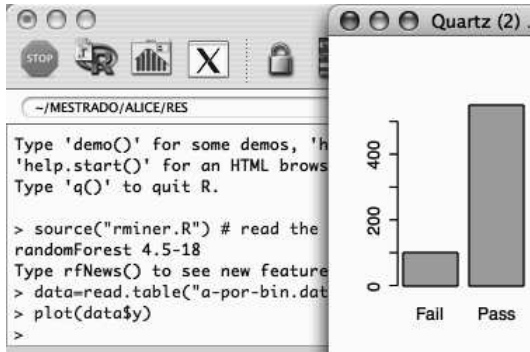 STOP
R
X
Quartz (2)
~/MESTRADO/ALICE/RES
Type 'demo()' for some demos, 'h
'help.start()' for an HTML brows
Type 'q()' to quit R.
> source("rminer.R") # read the
randomForest 4.5-18
Type rfNews() to see new feature
> data=read.table("a-por-bin.dat
> plot(data$y)
>
400
200
0
Fail Pass